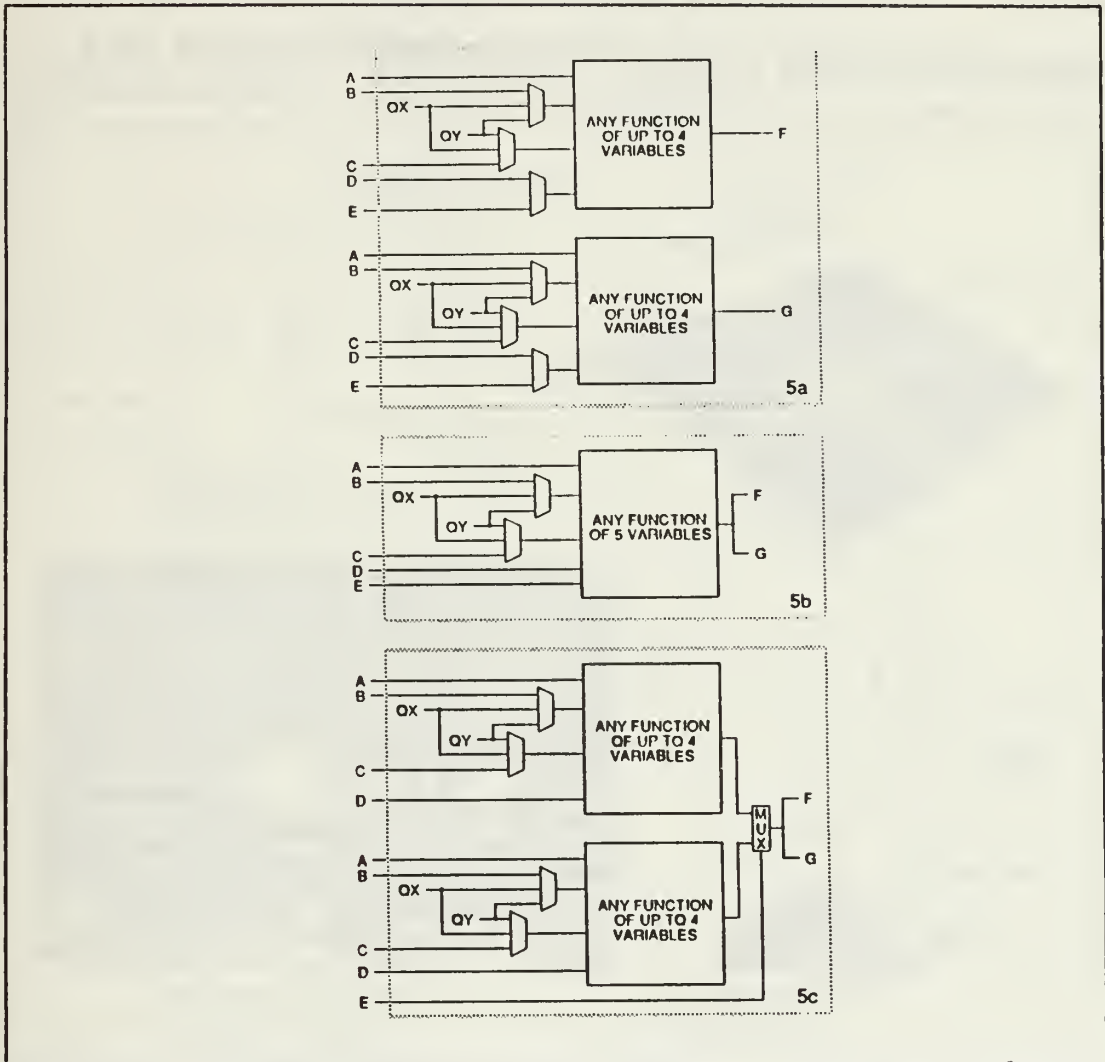 A
B
QX
QY
C
D
E
ANY FUNCTION
OF UP TO 4
VARIABLES
F
A
B
QX
QY
C
D
E
ANY FUNCTION
OF UP TO 4
VARIABLES
G
5a
A
B
QX
QY
C
D
E
ANY FUNCTION
OF 5 VARIABLES
F
G
5b
A
B
QX
QY
C
D
ANY FUNCTION
OF UP TO 4
VARIABLES
MUX
F
G
A
B
QX
QY
C
D
E
ANY FUNCTION
OF UP TO 4
VARIABLES
5c